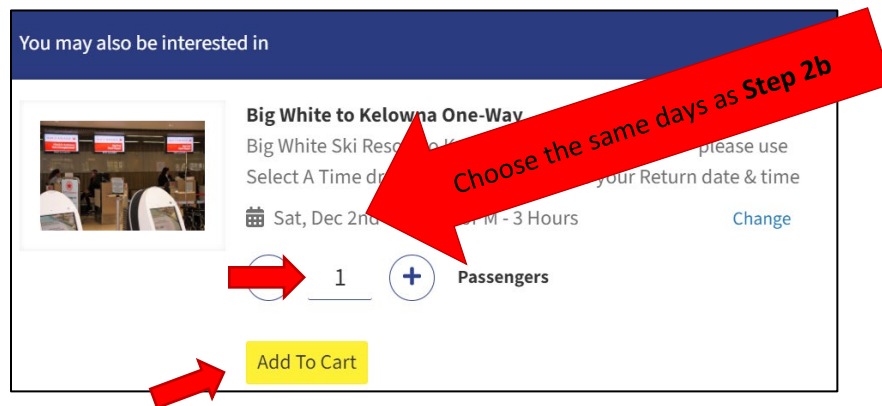 You may also be interested in
Big White to Kelowna One-Way
Big White Ski please use
Select A Time your Return date & time
Sat, Dec 2nd - 3 Hours
Change
Choose the same days as Step 2b
1 + Passengers
Add To Cart